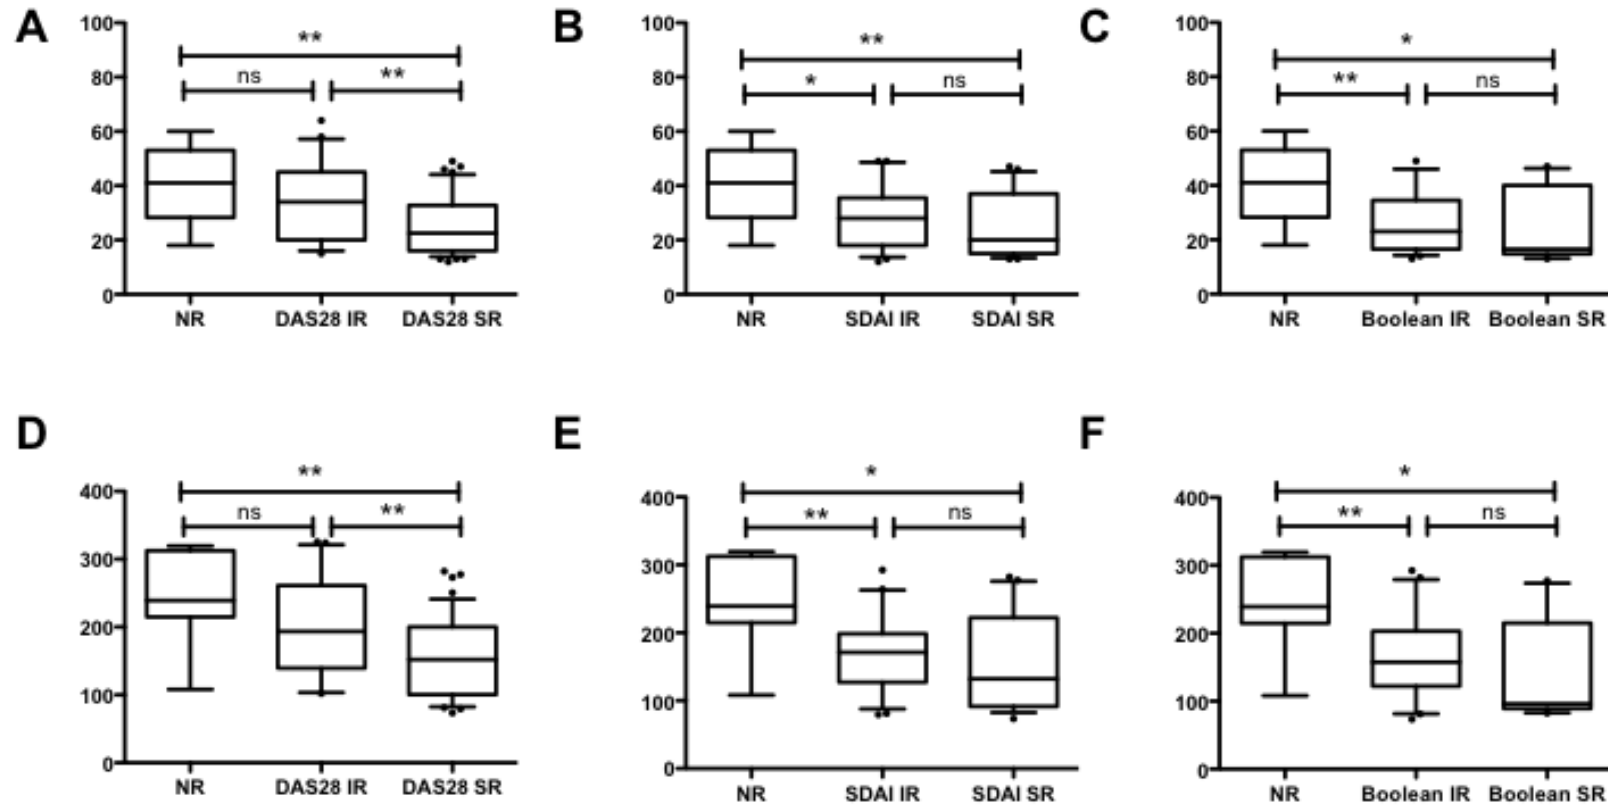 A B C
100 ** 100 ** 100 *
80 ns ** 80 * ns 80 ** ns
60 60 60
40 40 40
20 20 20
0 0 0
NR DAS28 IR DAS28 SR NR SDAI IR SDAI SR NR Boolean IR Boolean SR
D E F
** * *
400 400 400
ns ** ** ns ** ns
300 300 300
200 200 200
100 100 100
0 0 0
NR DAS28 IR DAS28 SR NR SDAI IR SDAI SR NR Boolean IR Boolean SR